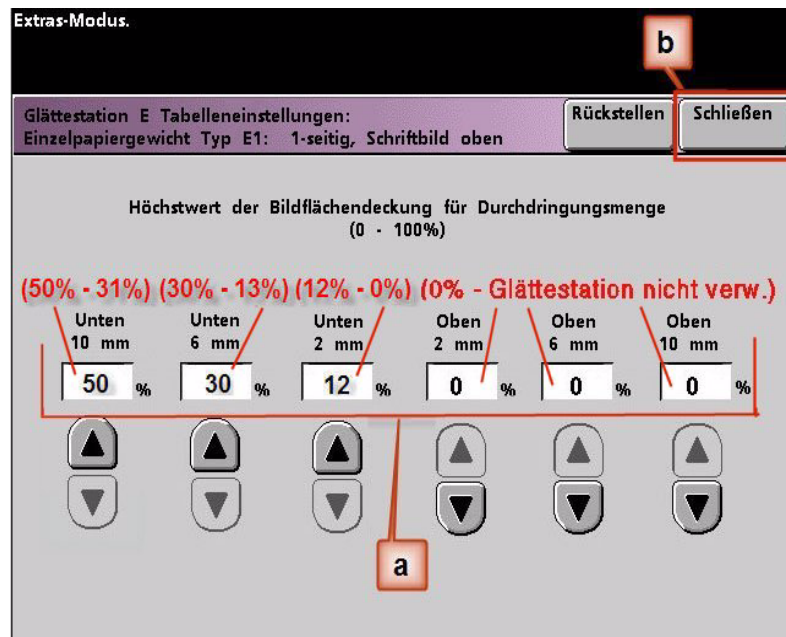 Extras-Modus.
b
Glättestation E Tabelleneinstellungen:
Einzelpapiergewicht Typ E1: 1-seitig, Schriftbild oben
Rückstellen
Schließen
Höchstwert der Bildflächendeckung für Durchdringungsmenge
(0 - 100%)
(50% - 31%) (30% - 13%) (12% - 0%) (0% - Glättestation nicht verw.)
Unten Unten Unten Oben Oben Oben
10 mm 6 mm 2 mm 2 mm 6 mm 10 mm
50 % 30 % 12 % 0 % 0 % 0 %
a